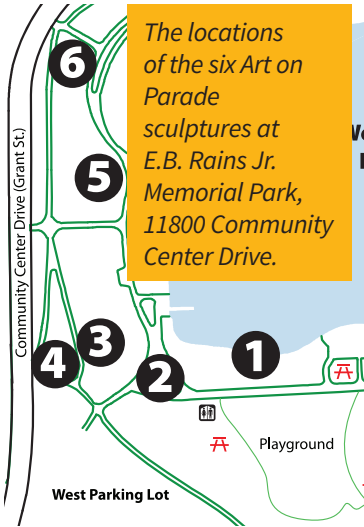 The locations
of the six Art on
Parade
sculptures at
E.B. Rains Jr.
Memorial Park,
11800 Community
Center Drive.
6
5
Community Center Drive (Grant St.)
4
3
2
1
Playground
West Parking Lot